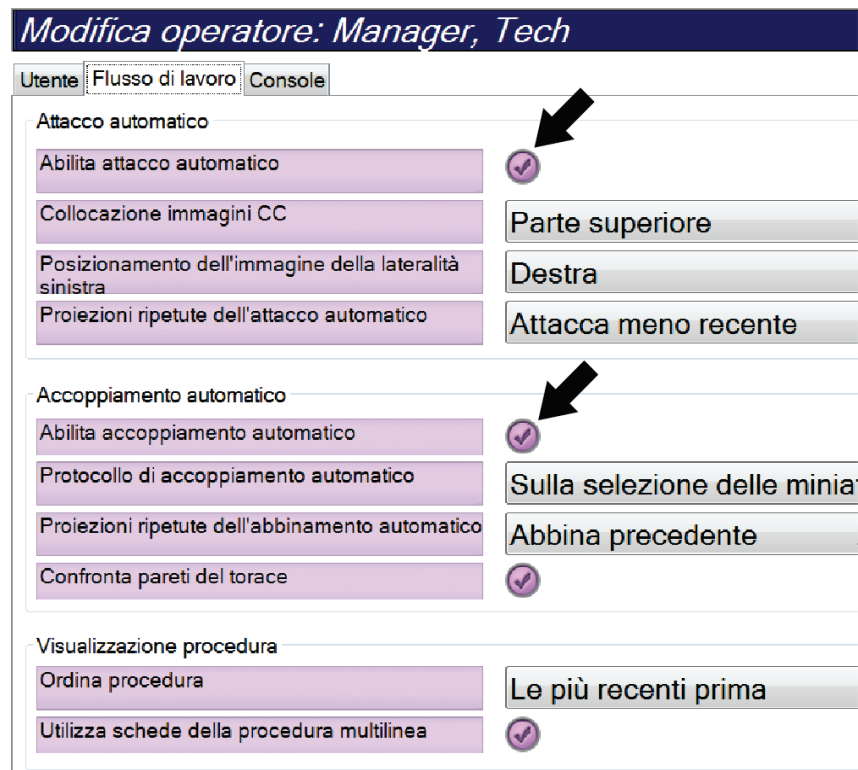 Modifica operatore: Manager, Tech
Utente Flusso di lavoro Console
Attacco automatico
Abilita attacco automatico
Collocazione immagini CC Parte superiore
Posizionamento dell'immagine della lateralità
sinistra
Destra
Proiezioni ripetute dell'attacco automatico Attacca meno recente
Accoppiamento automatico
Abilita accoppiamento automatico
Protocollo di accoppiamento automatico Sulla selezione delle
Proiezioni ripetute dell'abbinamento automatico Abbina precedente
Confronta pareti del torace
Visualizzazione procedura
Ordina procedura Le più recenti prima
Utilizza schede della procedura multilinea